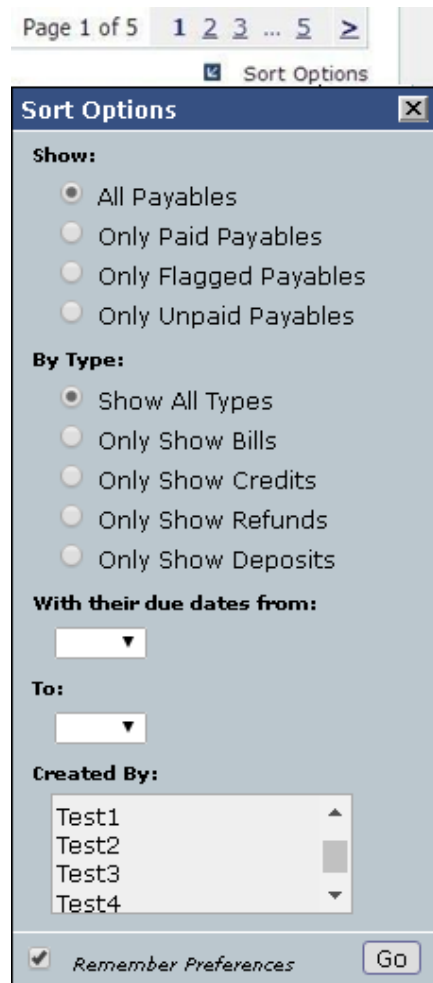 Page 1 of 5 1 2 3 ... 5 >
Sort Options
Sort Options
Show:
All Payables
Only Paid Payables
Only Flagged Payables
Only Unpaid Payables
By Type:
Show All Types
Only Show Bills
Only Show Credits
Only Show Refunds
Only Show Deposits
With their due dates from:
To:
Created By:
Test1
Test2
Test3
Test4
Remember Preferences Go